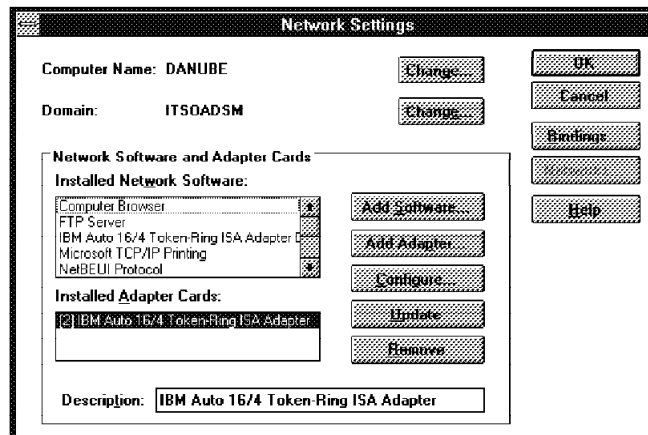 Network Settings
Computer Name: DANUBE
Change...
OK
Cancel
Domain: ITSOADSM
Change...
Bindings...
Network Software and Adapter Cards
Installed Network Software:
Computer Browser
Add Software...
Help
FTP Server
IBM Auto 16/4 Token-Ring ISA Adapter D
Add Adapter...
Microsoft TCP/IP Printing
NetBEUI Protocol
Configure...
Installed Adapter Cards:
[2] IBM Auto 16/4 Token-Ring ISA Adapter
Update
Remove
Description: IBM Auto 16/4 Token-Ring ISA Adapter